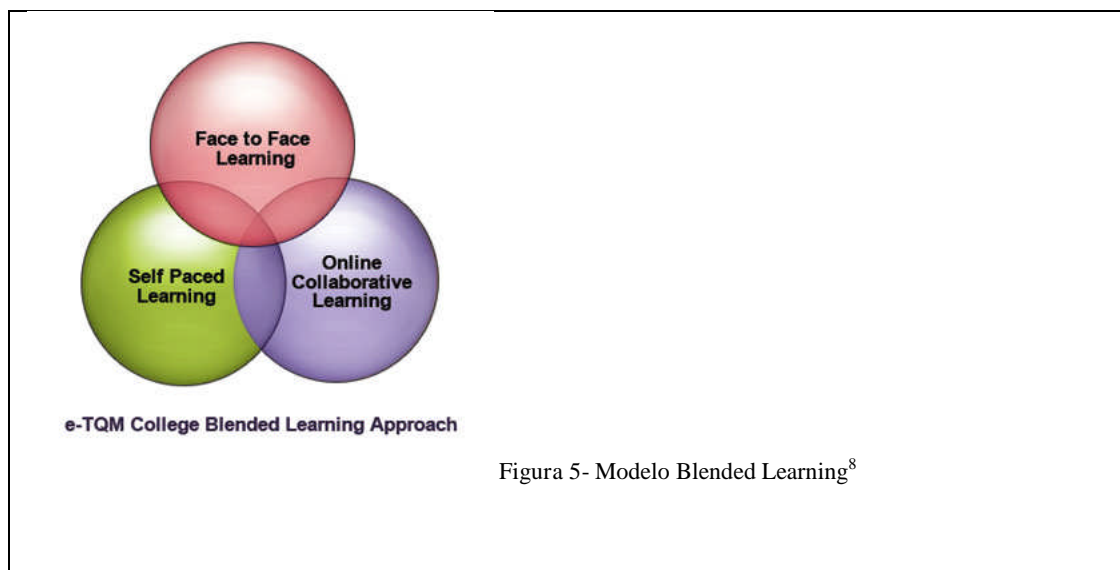 Face to Face
Learning
Self Paced
Learning
Online
Collaborative
Learning
e-TQM College Blended Learning Approach
Figura 5- Modelo Blended Learning8